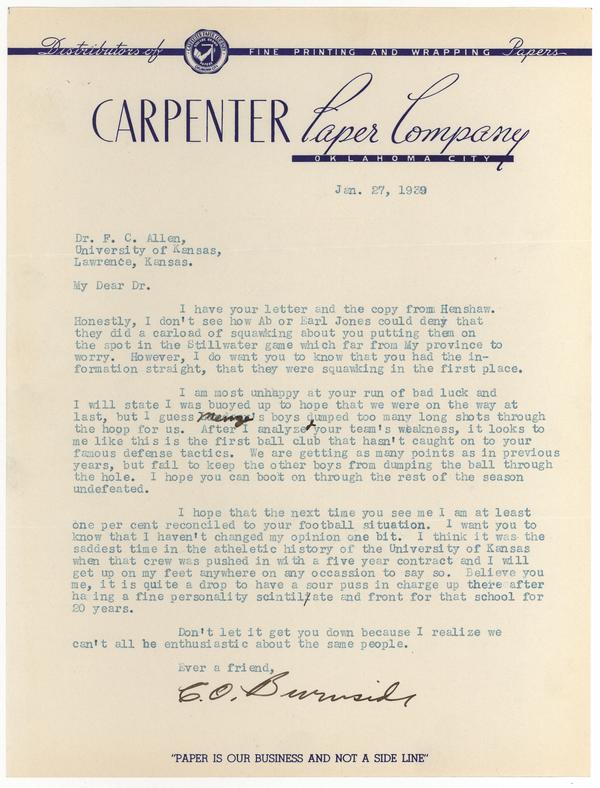 Distributors of FINE PRINTING AND WRAPPING Papers
CARPENTER Paper Company
OKLAHOMA CITY
Jan. 27, 1939
Dr. F. C. Allen,
University of Kansas,
Lawrence, Kansas.
My Dear Dr.
I have your letter and the copy from Henshaw.
Honestly, I don't see how Ab or Earl Jones could deny that
they did a carload of squawking about you putting them on
the spot in the Stillwater game which far from My province to
worry. However, I do want you to know that you had the in-
formation straight, that they were squawking in the first place.
I am most unhappy at your run of bad luck and
I will state I was buoyed up to hope that we were on the way at
last, but I guess Menze's boys dumped too many long shots through
the hoop for us. After I analyze your team's weakness, it looks to
me like this is the first ball club that hasn't caught on to your
famous defense tactics. We are getting as many points as in previous
years, but fail to keep the other boys from dumping the ball through
the hole. I hope you can boot on through the rest of the season
undefeated.
I hope that the next time you see me I am at least
one per cent reconciled to your football situation. I want you to
know that I haven't changed my opinion one bit. I think it was the
saddest time in the atheletic history of the University of Kansas
when that crew was pushed in with a five year contract and I will
get up on my feet anywhere on any occassion to say so. Believe you
me, it is quite a drop to have a sour puss in charge up there after
having a fine personality scintillate and front for that school for
20 years.
Don't let it get you down because I realize we
can't all be enthusiastic about the same people.
Ever a friend,
C.O. Burnside
"PAPER IS OUR BUSINESS AND NOT A SIDE LINE"